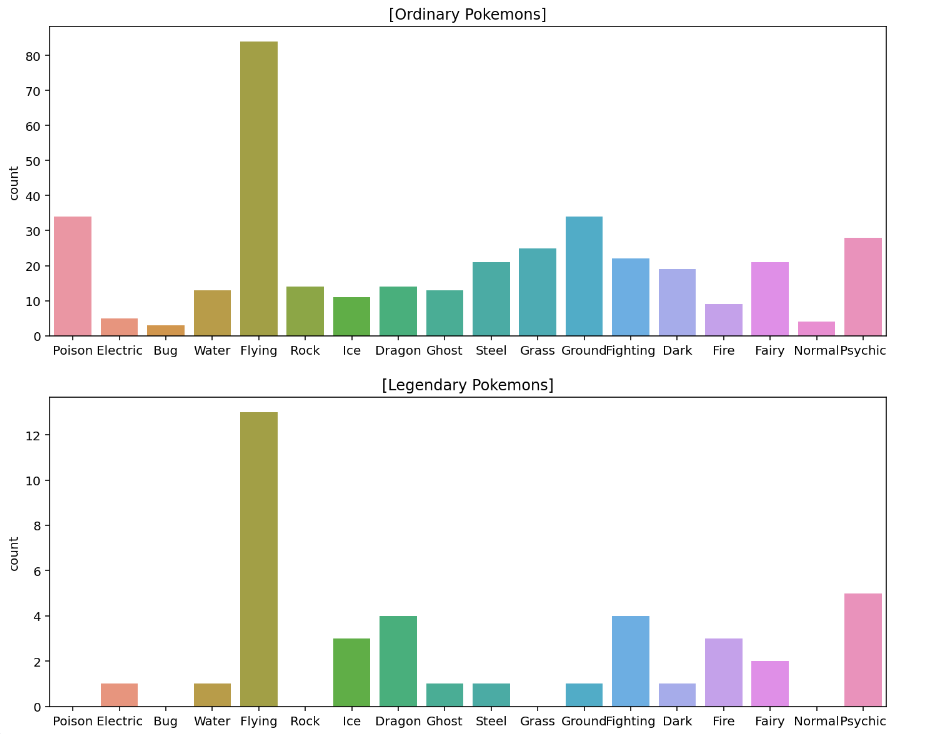 [Ordinary Pokemons]
80
70
60
50
40
30
20
10
0
count
Poison Electric Bug Water Flying Rock Ice Dragon Ghost Steel Grass Ground Fighting Dark Fire Fairy Normal Psychic
[Legendary Pokemons]
12
10
8
6
4
2
0
count
Poison Electric Bug Water Flying Rock Ice Dragon Ghost Steel Grass Ground Fighting Dark Fire Fairy Normal Psychic